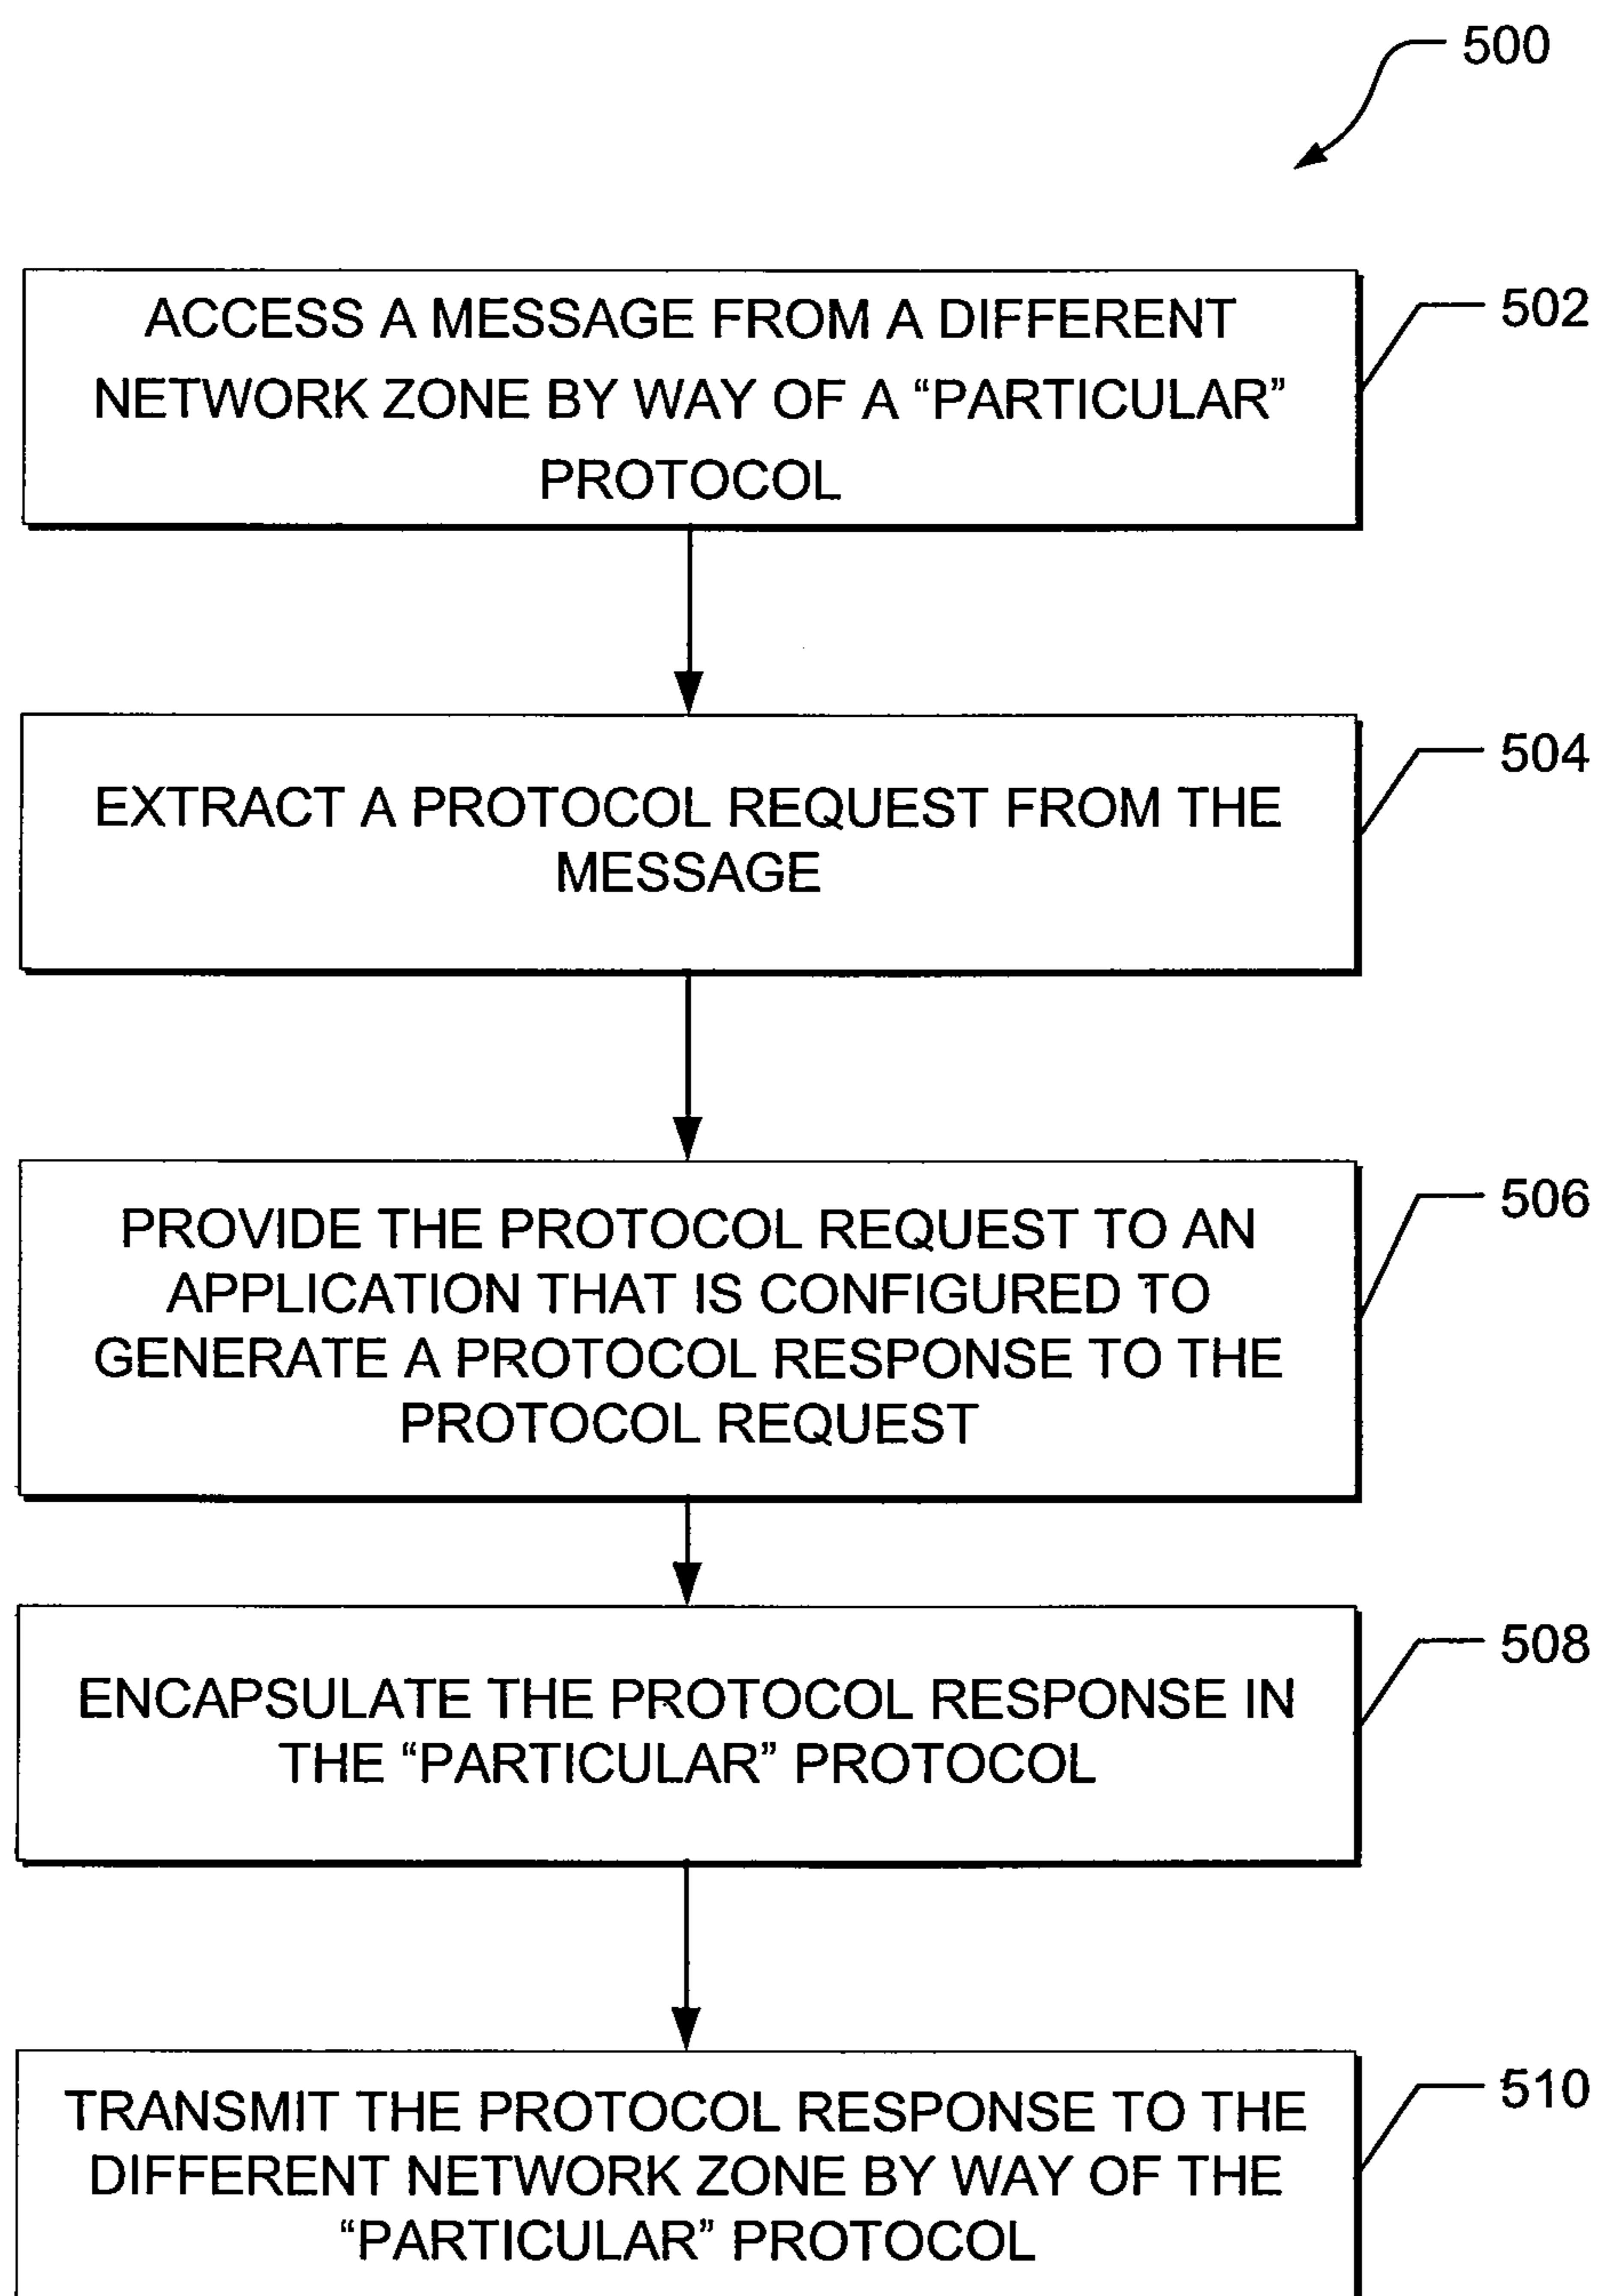 500
ACCESS A MESSAGE FROM A DIFFERENT
NETWORK ZONE BY WAY OF A “PARTICULAR”
PROTOCOL
502
EXTRACT A PROTOCOL REQUEST FROM THE
MESSAGE
504
PROVIDE THE PROTOCOL REQUEST TO AN
APPLICATION THAT IS CONFIGURED TO
GENERATE A PROTOCOL RESPONSE TO THE
PROTOCOL REQUEST
506
ENCAPSULATE THE PROTOCOL RESPONSE IN
THE “PARTICULAR” PROTOCOL
508
TRANSMIT THE PROTOCOL RESPONSE TO THE
DIFFERENT NETWORK ZONE BY WAY OF THE
“PARTICULAR” PROTOCOL
510